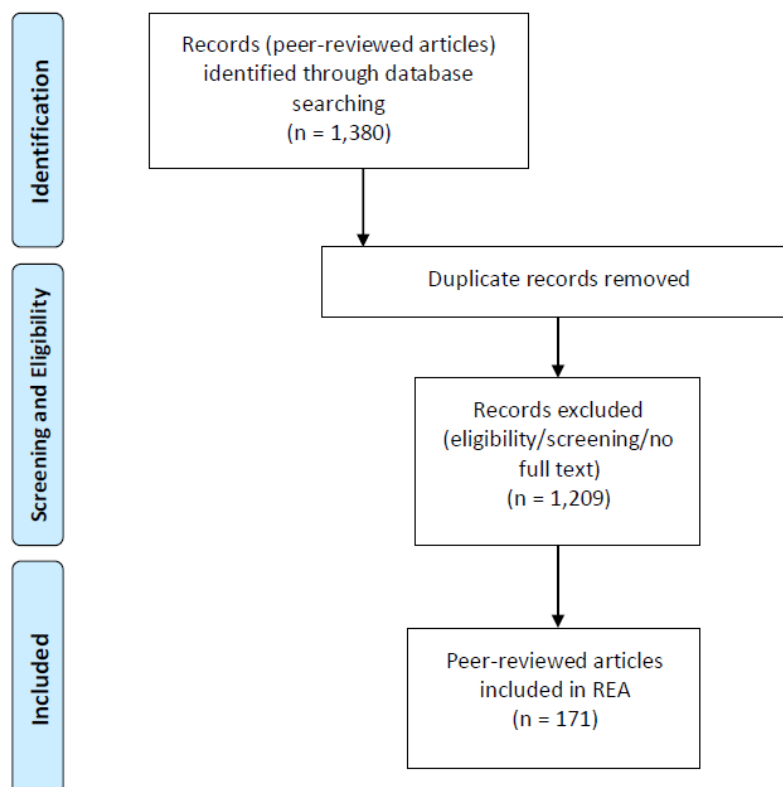 Identification
Records (peer-reviewed articles)
identified through database
searching
(n = 1,380)
Duplicate records removed
Screening and Eligibility
Records excluded
(eligibility/screening/no
full text)
(n = 1,209)
Included
Peer-reviewed articles
included in REA
(n = 171)